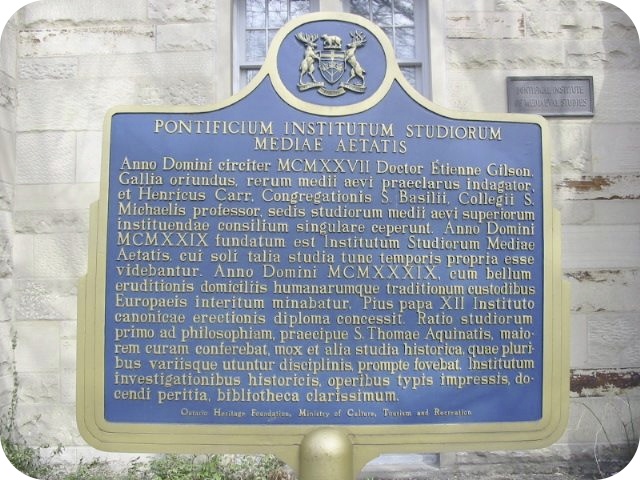 PONTIFICAL INSTITUTE
OF MEDIAEVAL STUDIES
PONTIFICIUM INSTITUTUM STUDIORUM
MEDIAE AETATIS
Anno Domini circiter MCMXXVII Doctor Étienne Gilson,
Gallia oriundus, rerum medii aevi praeclarus indagator,
et Henricus Carr, Congregationis S. Basilii, Collegii S.
Michaelis professor, sedis studiorum medii aevi superiorum
instituendae consilium singulare ceperunt. Anno Domini
MCMXXIX fundatum est Institutum Studiorum Mediae
Aetatis, cui soli talia studia tunc temporis propria esse
videbantur. Anno Domini MCMXXXIX, cum bellum
eruditionis domiciliis humanarumque traditionum custodibus
Europaeis interitum minabatur, Pius papa XII Instituto
canonicae erectionis diploma concessit. Ratio studiorum
primo ad philosophiam, praecipue S. Thomae Aquinatis, maio-
rem curam conferebat, mox et alia studia historica, quae pluri-
bus variisque utuntur disciplinis, prompte fovebat. Institutum
investigationibus historicis, operibus typis impressis, do-
cendi peritia, bibliotheca clarissimum.
Ontario Heritage Foundation, Ministry of Culture, Tourism and Recreation